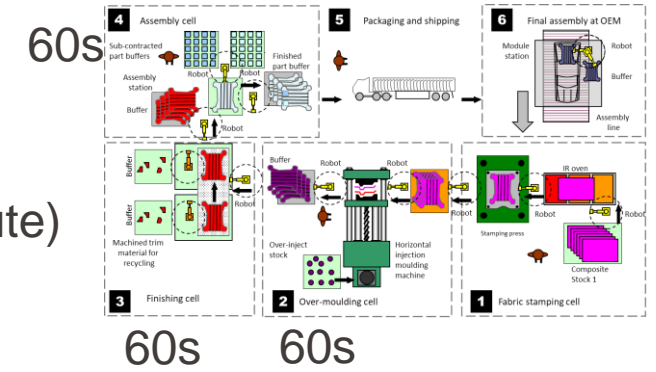 60s
4 Assembly cell
Sub-contracted
part buffers
Robot
Robot
Finished
part buffer
Assembly
station
Buffer
Robot
5 Packaging and shipping
6 Final assembly at OEM
Module
station
Robot
Buffer
Assembly
line
ute)
Buffer
Buffer
Robot
Machined trim
material for
recycling
3 Finishing cell
Buffer
Robot
Robot
Robot
Over-inject
stock
Horizontal
injection
moulding
machine
2 Over-moulding cell
IR oven
Robot
Robot
Stamping press
Composite
Stock 1
1 Fabric stamping cell
60s
60s